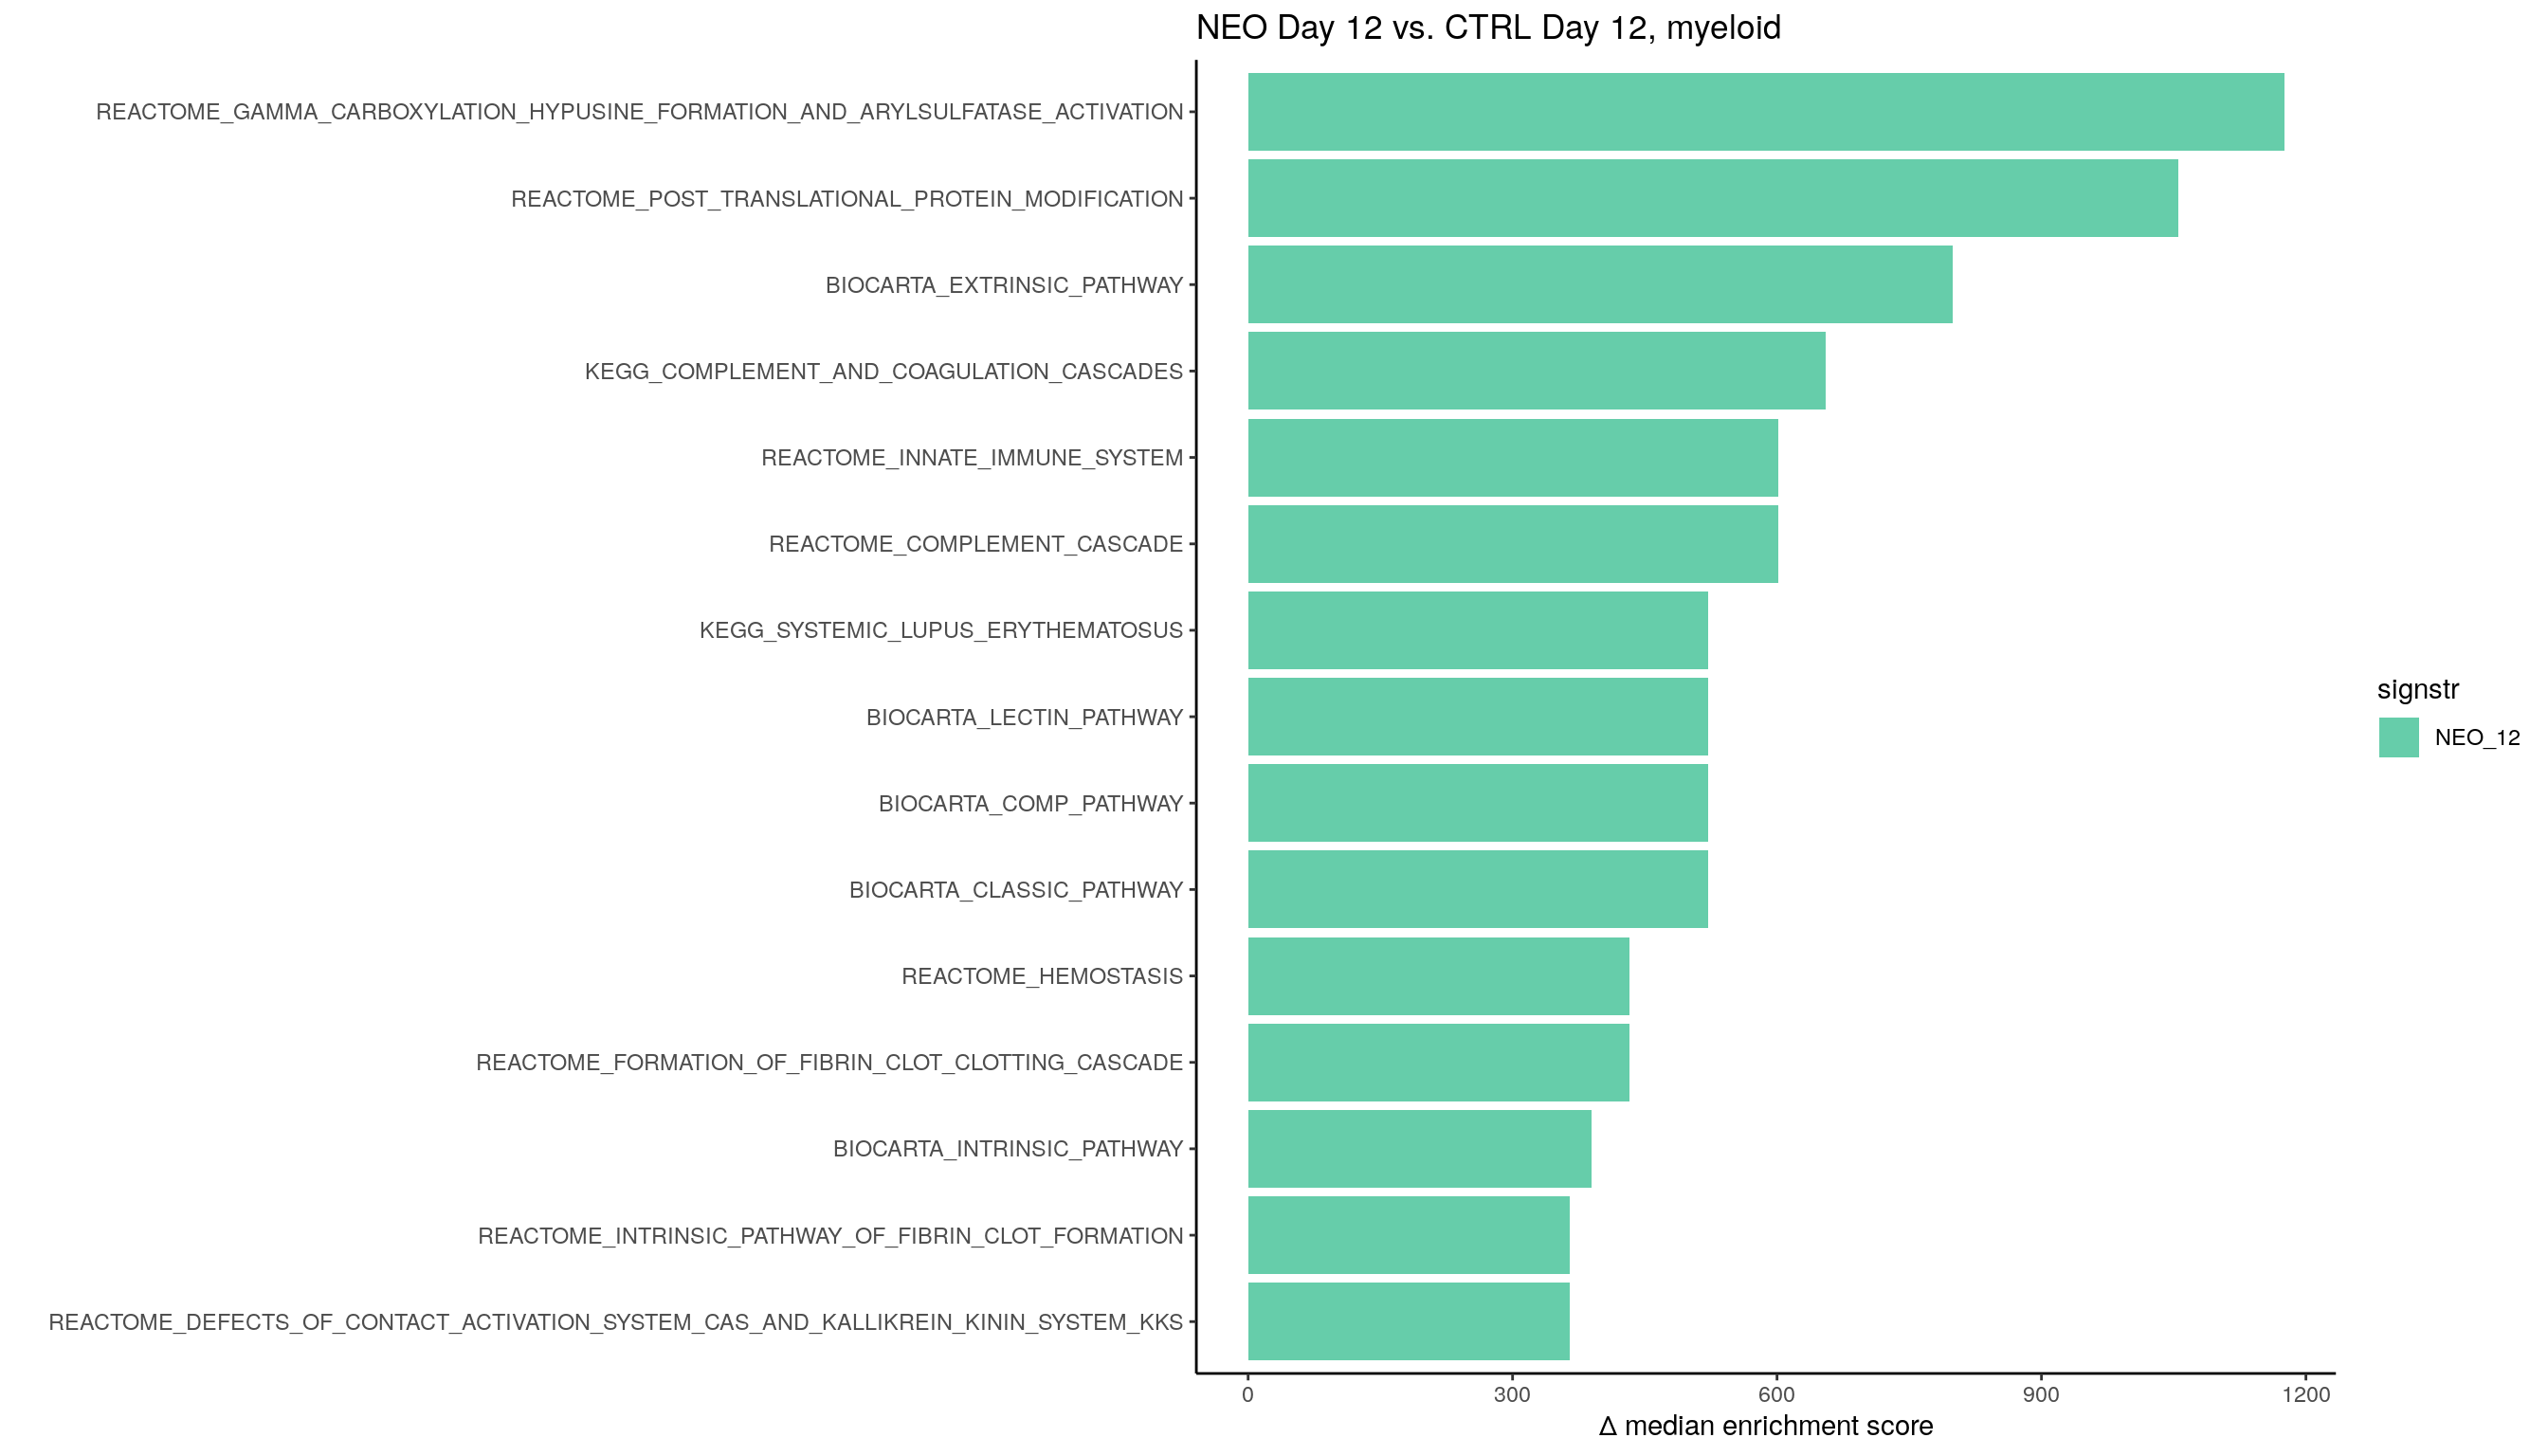 NEO Day 12 vs. CTRL Day 12, myeloid
REACTOME_GAMMA_CARBOXYLATION_HYPUSINE_FORMATION_AND_ARYLSULFATASE_ACTIVATION
REACTOME_POST_TRANSLATIONAL_PROTEIN_MODIFICATION
BIOCARTA_EXTRINSIC_PATHWAY
KEGG_COMPLEMENT_AND_COAGULATION_CASCADES
REACTOME_INNATE_IMMUNE_SYSTEM
REACTOME_COMPLEMENT_CASCADE
KEGG_SYSTEMIC_LUPUS_ERYTHEMATOSUS
BIOCARTA_LECTIN_PATHWAY
BIOCARTA_COMP_PATHWAY
BIOCARTA_CLASSIC_PATHWAY
REACTOME_HEMOSTASIS
REACTOME_FORMATION_OF_FIBRIN_CLOT_CLOTTING_CASCADE
BIOCARTA_INTRINSIC_PATHWAY
REACTOME_INTRINSIC_PATHWAY_OF_FIBRIN_CLOT_FORMATION
REACTOME_DEFECTS_OF_CONTACT_ACTIVATION_SYSTEM_CAS_AND_KALLIKREIN_KININ_SYSTEM_KKS
0 300 600 900 1200
Δ median enrichment score
signstr
NEO_12